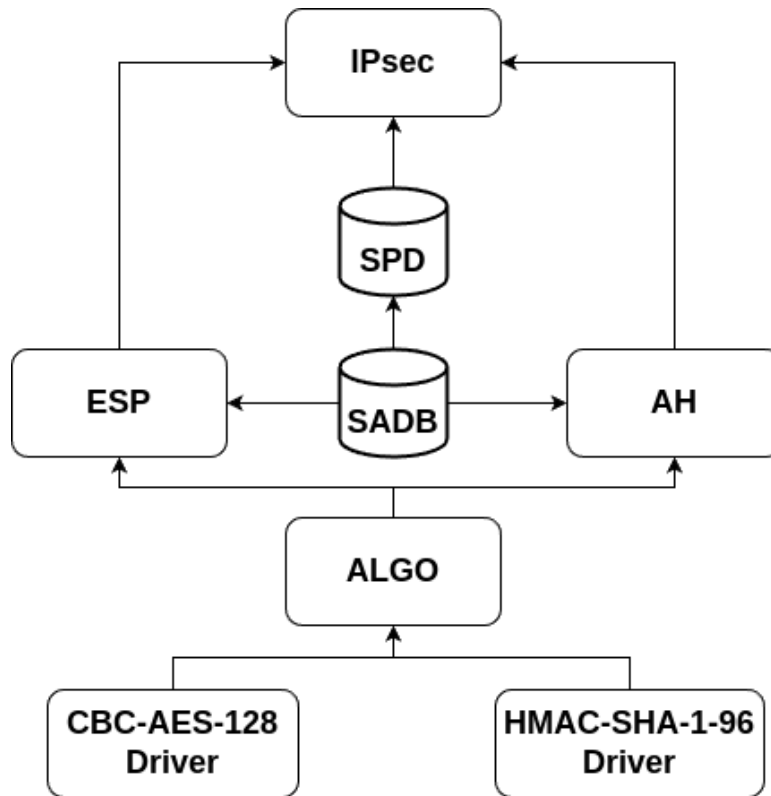 IPsec
SPD
ESP
SADB
AH
ALGO
CBC-AES-128
Driver
HMAC-SHA-1-96
Driver